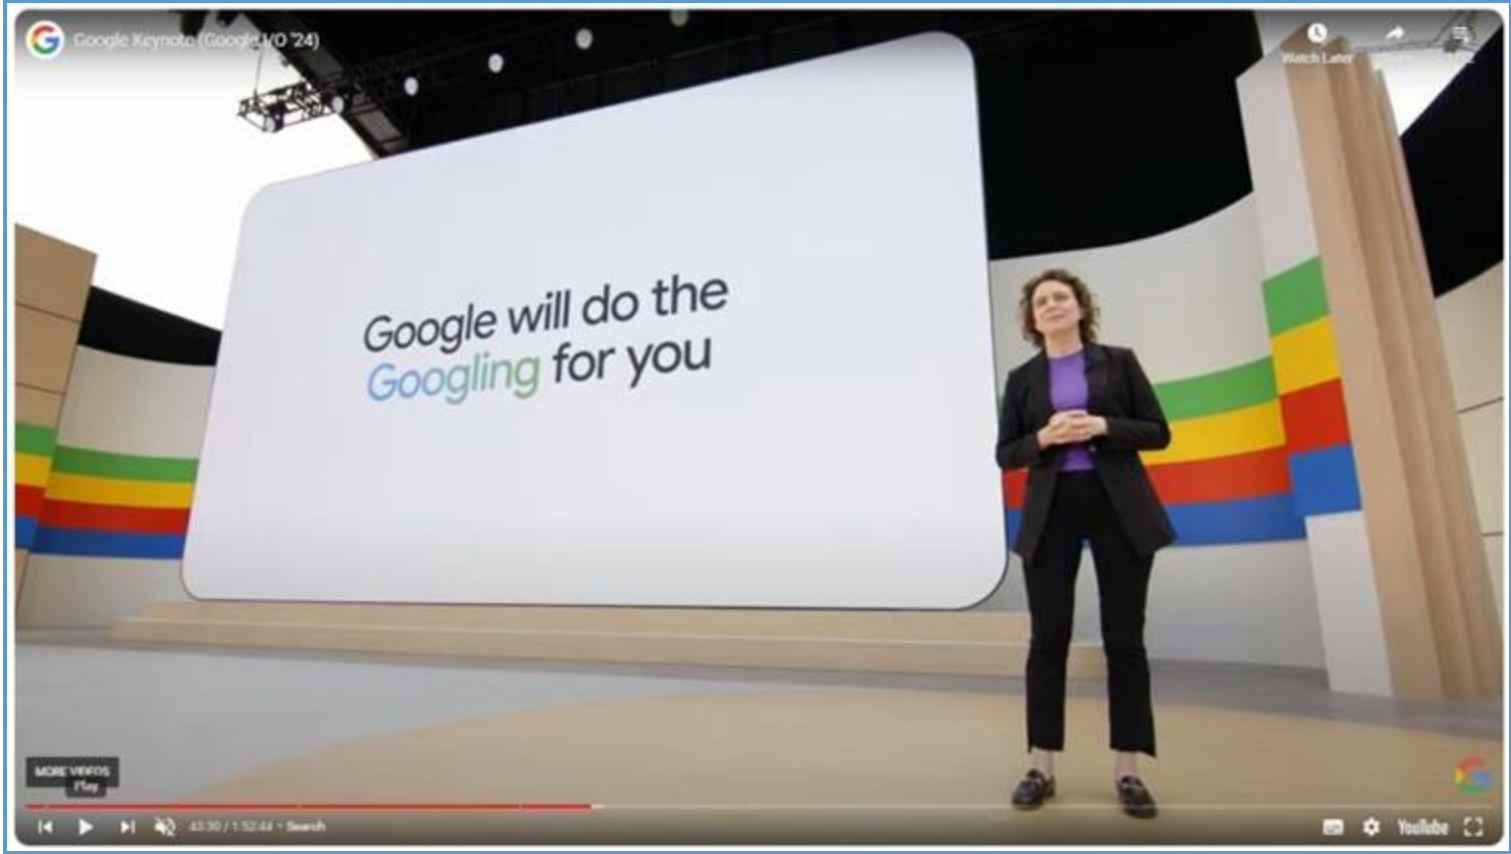 Google Keynote (Google I/O '24)
Watch Later
Google will do the
Googling for you
MORE VIDEOS
Play
43:30 / 1:52:44 • Search
YouTube